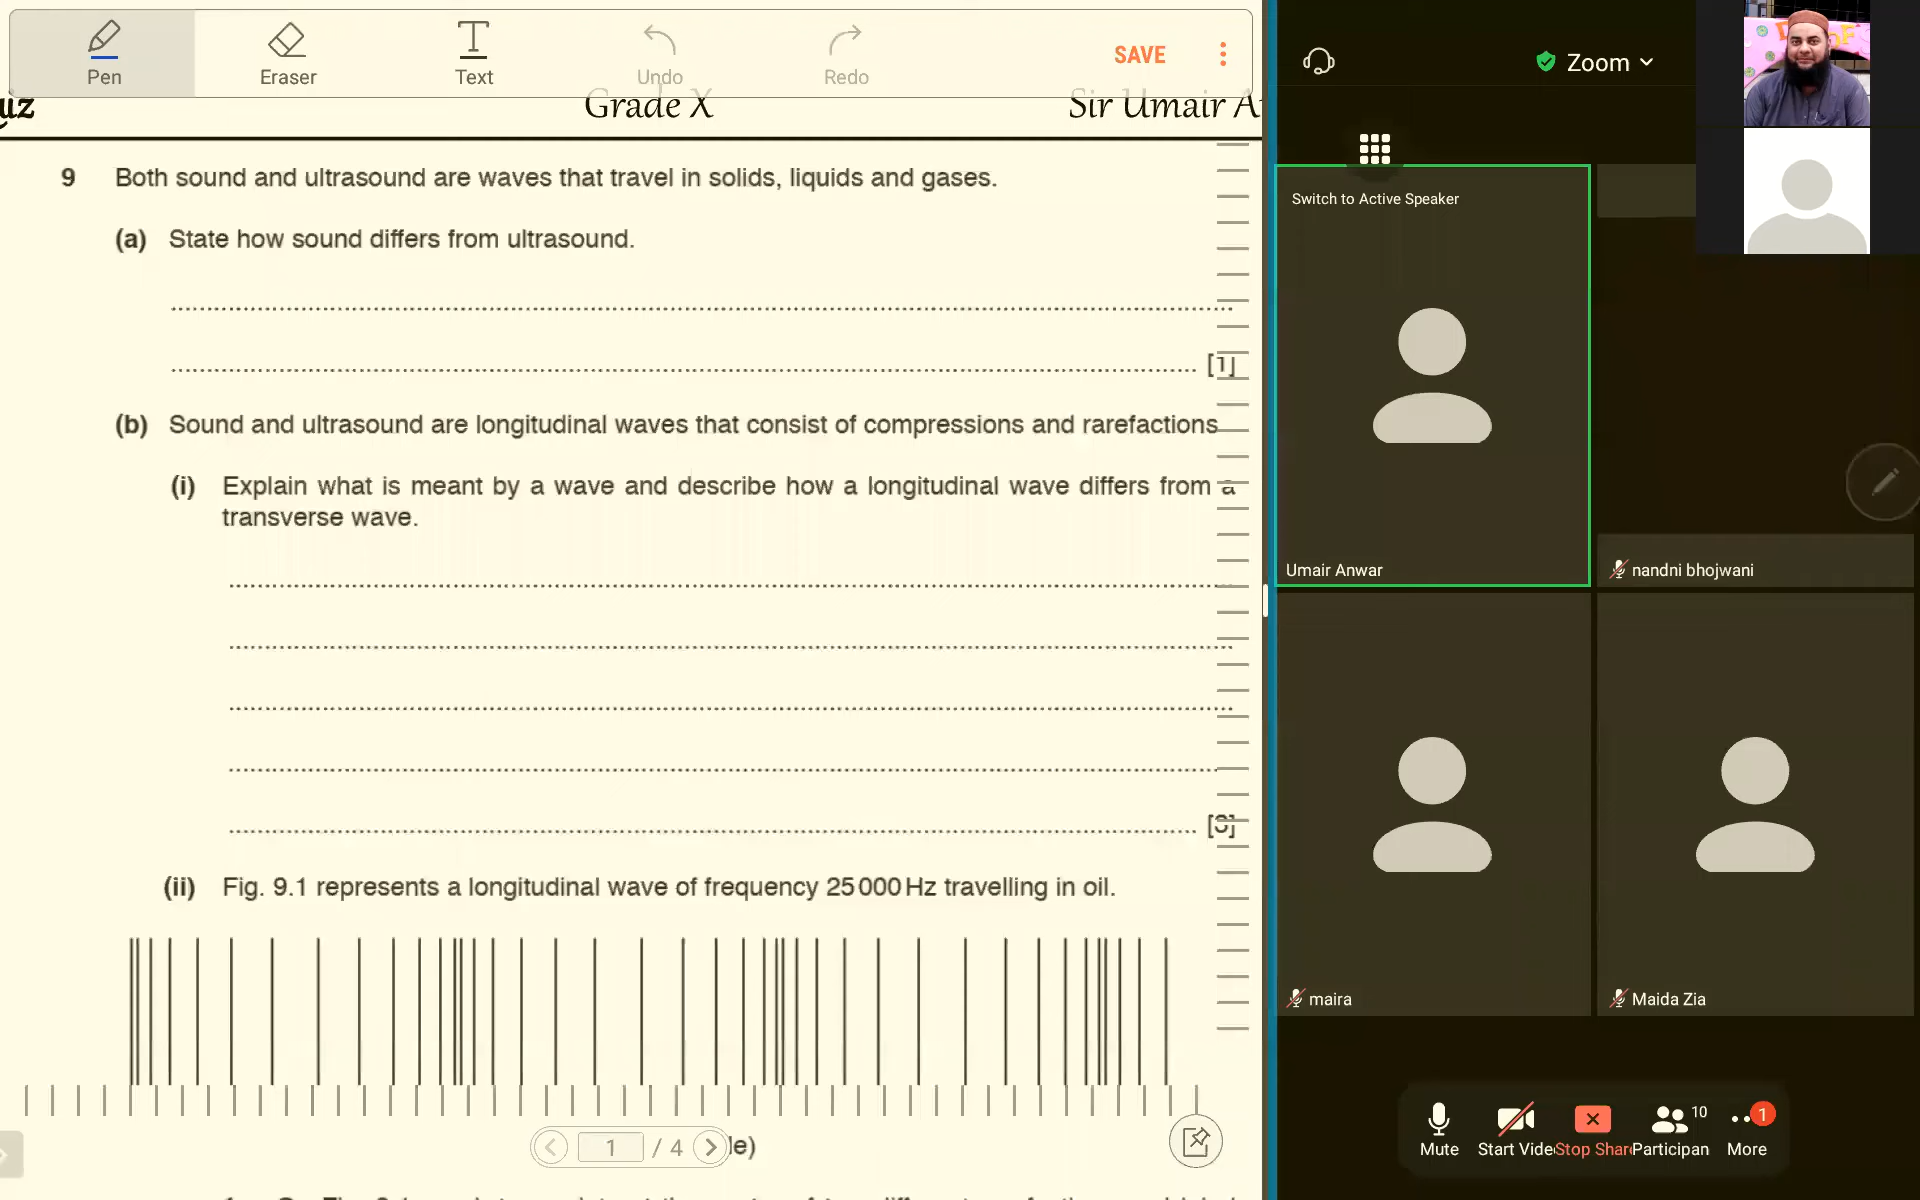 Pen
Eraser
Text
Undo
Redo
SAVE
Grade X
Sir Umair
9 Both sound and ultrasound are waves that travel in solids, liquids and gases.
(a) State how sound differs from ultrasound.
[1]
(b) Sound and ultrasound are longitudinal waves that consist of compressions and rarefactions
(i) Explain what is meant by a wave and describe how a longitudinal wave differs from a
transverse wave.
[3]
(ii) Fig. 9.1 represents a longitudinal wave of frequency 25 000 Hz travelling in oil.
1 / 4
le)
Zoom
Switch to Active Speaker
Umair Anwar
nandni bhojwani
maira
Maida Zia
10
1
Mute
Start Vide
Stop Shar
Participan
More